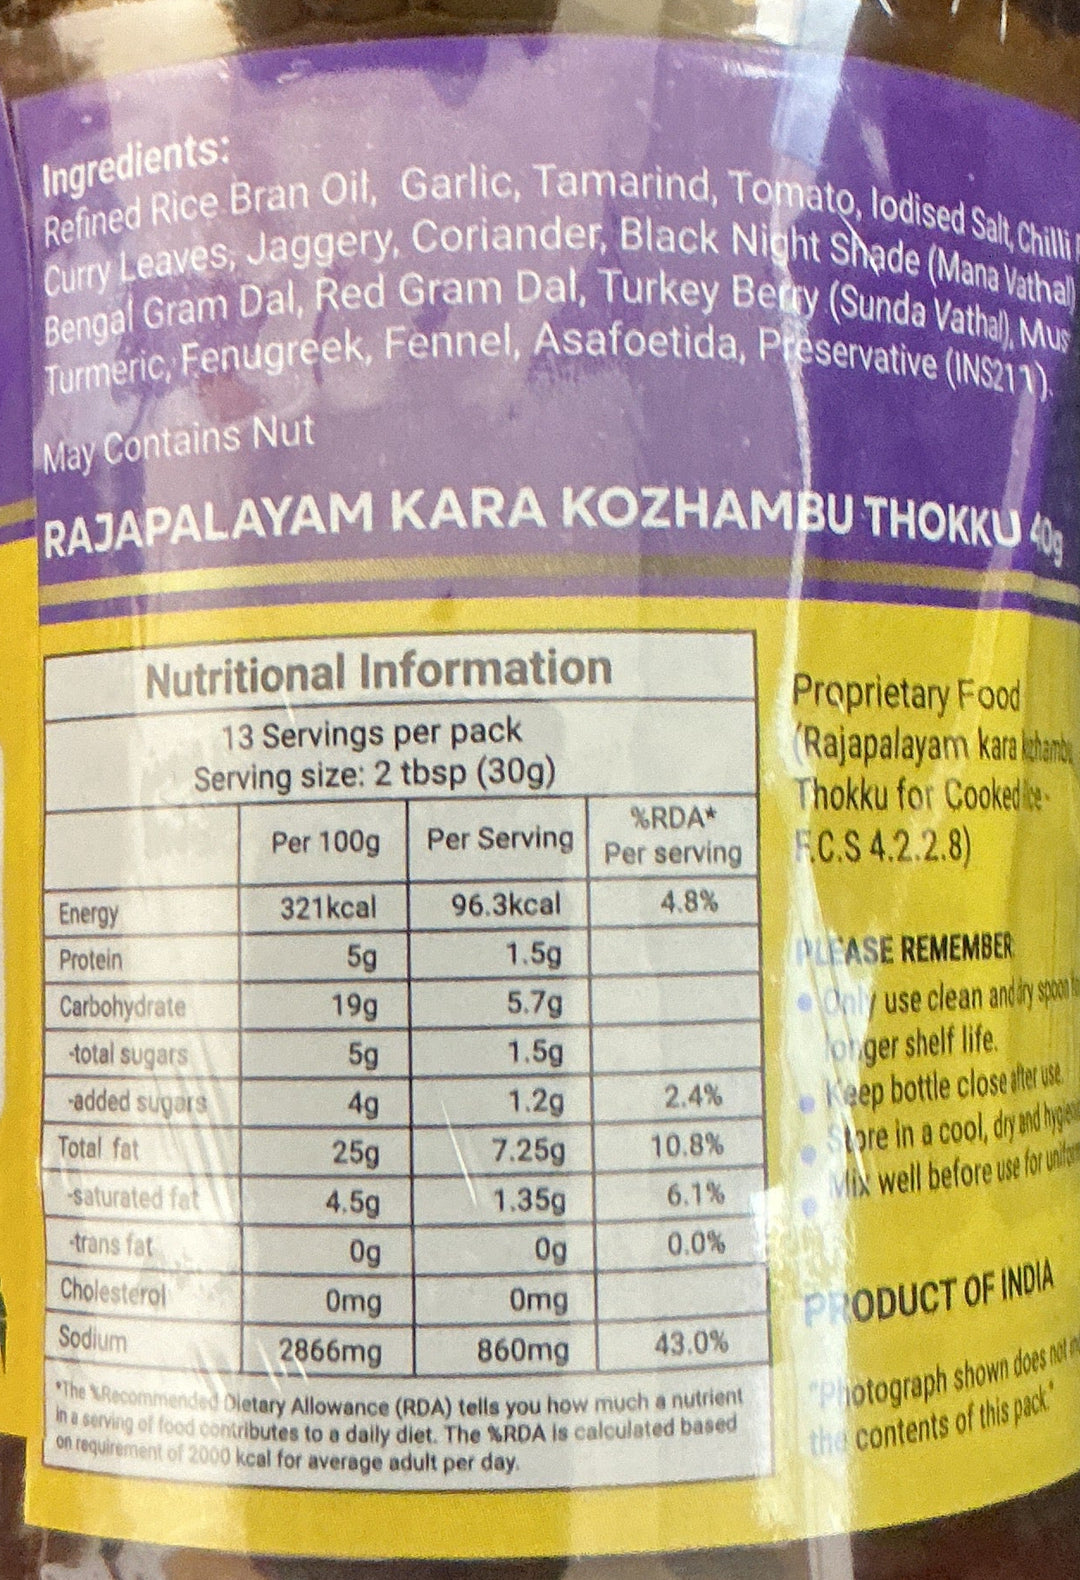 Ingredients:
Refined Rice Bran Oil, Garlic, Tamarind, Tomato, Iodised Salt, Chilli
Curry Leaves, Jaggery, Coriander, Black Night Shade (Mana Vathal)
Bengal Gram Dal, Red Gram Dal, Turkey Berry (Sunda Vathal), Mus
Turmeric, Fenugreek, Fennel, Asafoetida, Preservative (INS211).
May Contains Nut
RAJAPALAYAM KARA KOZHAMBU THOKKU 40g
Nutritional Information
13 Servings per pack
Serving size: 2 tbsp (30g)
Per 100g Per Serving %RDA* Per serving
Energy 321kcal 96.3kcal 4.8%
Protein 5g 1.5g
Carbohydrate 19g 5.7g
-total sugars 5g 1.5g
-added sugars 4g 1.2g 2.4%
Total fat 25g 7.25g 10.8%
-saturated fat 4.5g 1.35g 6.1%
-trans fat 0g 0g 0.0%
Cholesterol 0mg 0mg
Sodium 2866mg 860mg 43.0%
*The %Recommended Dietary Allowance (RDA) tells you how much a nutrient
in a serving of food contributes to a daily diet. The %RDA is calculated based
on requirement of 2000 kcal for average adult per day.
Proprietary Food
(Rajapalayam kara
Thokku for Cooked
F.C.S 4.2.2.8)
PLEASE REMEMBER
• Only use clean and dry spoon
longer shelf life.
• Keep bottle close after use.
• Store in a cool, dry and
• Mix well before use for
PRODUCT OF INDIA
"Photograph shown does not
the contents of this pack."